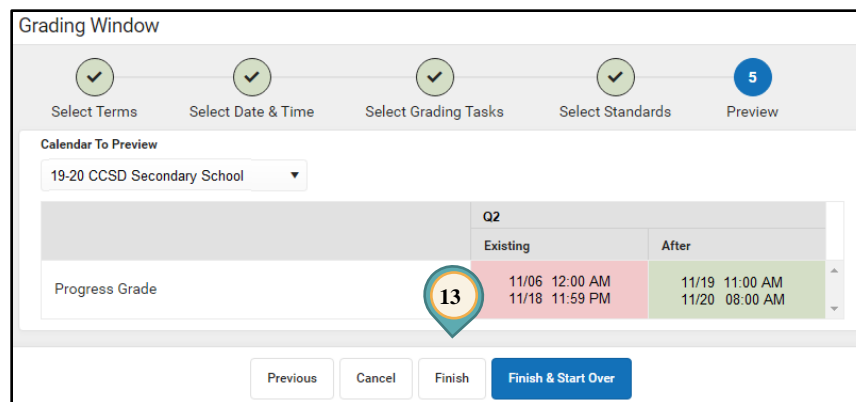 Grading Window
5
Select Terms Select Date & Time Select Grading Tasks Select Standards Preview
Calendar To Preview
19-20 CCSD Secondary School
Q2
Existing After
Progress Grade
11/06 12:00 AM 11/19 11:00 AM
11/18 11:59 PM 11/20 08:00 AM
13
Previous Cancel Finish Finish & Start Over